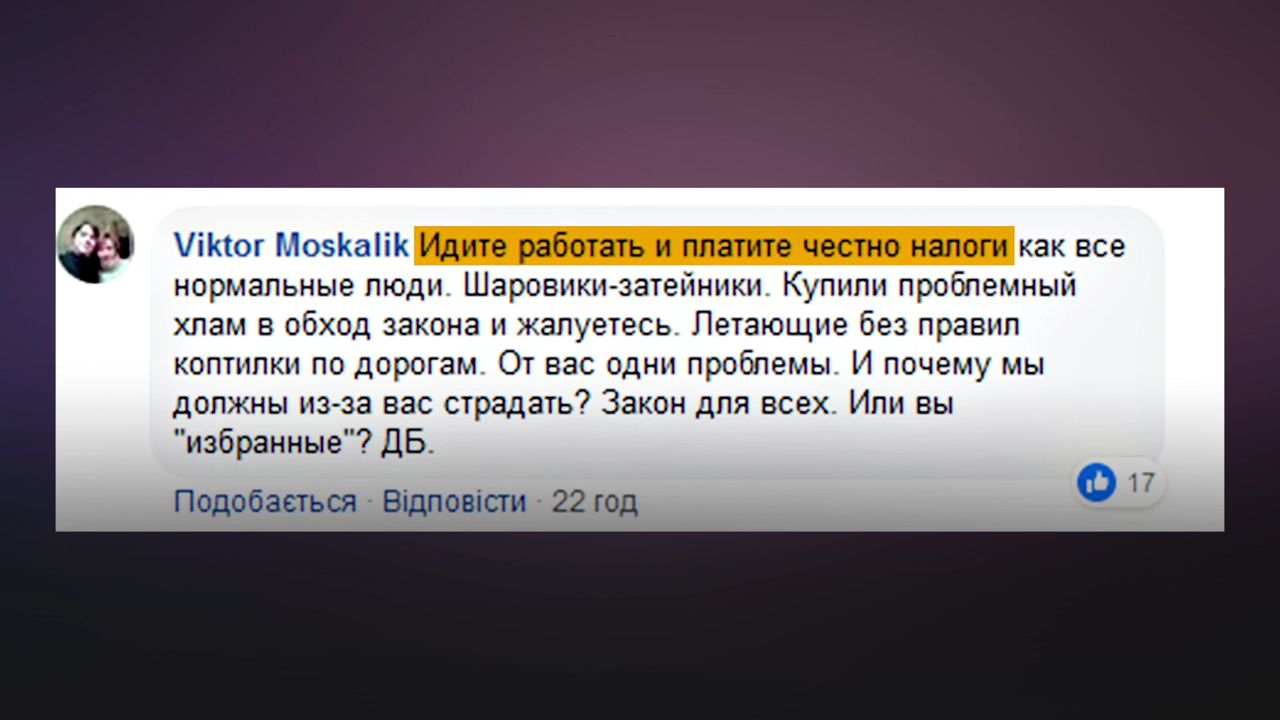 Viktor Moskalik Идите работать и платите честно налоги как все
нормальные люди. Шаровики-затейники. Купили проблемный
хлам в обход закона и жалуетесь. Летающие без правил
коптилки по дорогам. От вас одни проблемы. И почему мы
должны из-за вас страдать? Закон для всех. Или вы
"избранные"? ДБ.
Подобається · Відповісти · 22 год
17